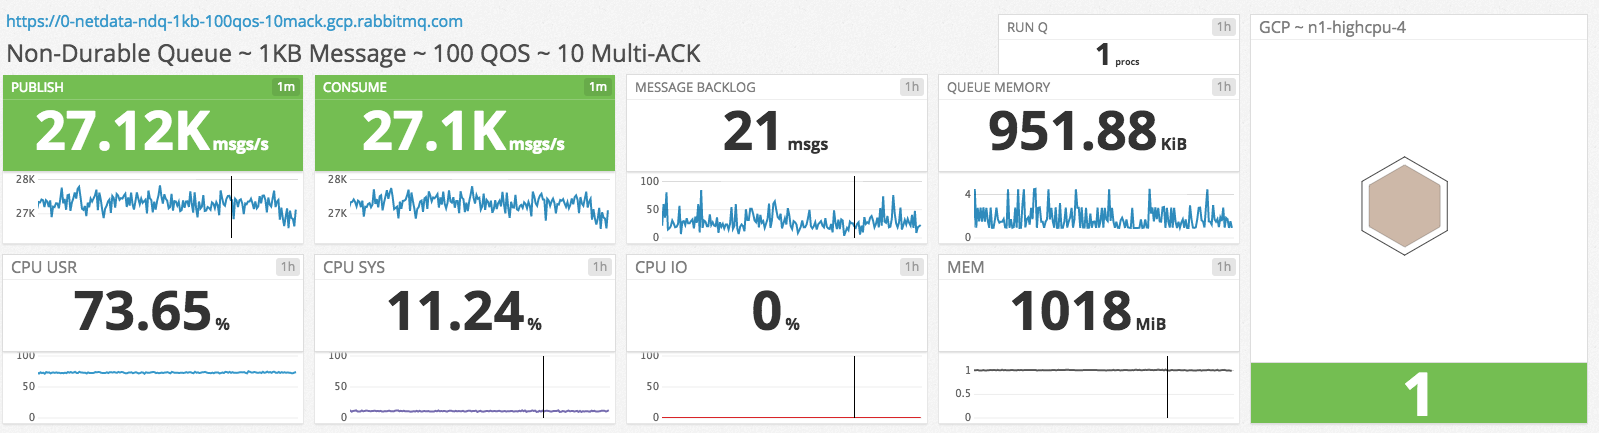 https://0-netdata-ndq-1kb-100qos-10mack.gcp.rabbitmq.com
Non-Durable Queue ~ 1KB Message ~ 100 QOS ~ 10 Multi-ACK
RUN Q 1h
1 procs
GCP ~ n1-highcpu-4
PUBLISH 1m
27.12K msgs/s
28K
27K
CONSUME 1m
27.1K msgs/s
28K
27K
MESSAGE BACKLOG 1h
21 msgs
100
50
0
QUEUE MEMORY 1h
951.88 KiB
4
0
CPU USR 1h
73.65 %
100
50
0
CPU SYS 1h
11.24 %
100
50
0
CPU IO 1h
0 %
100
50
0
MEM 1h
1018 MiB
1
0.5
0
1